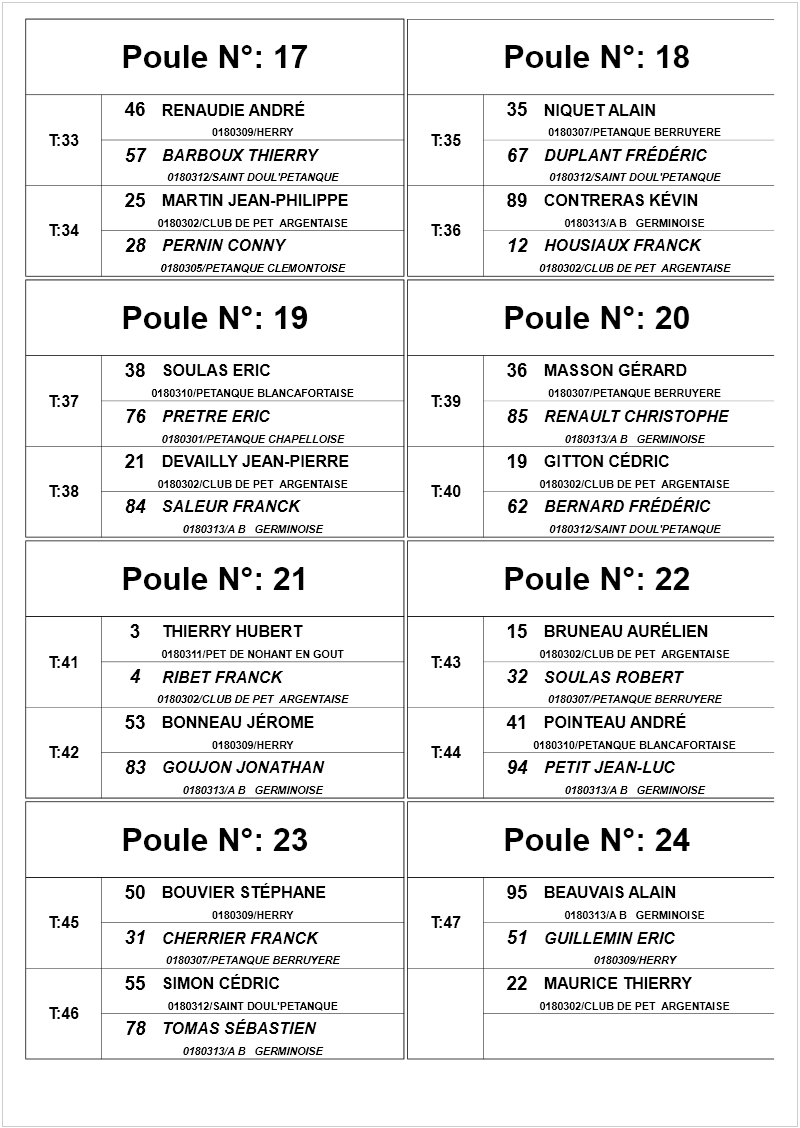 Poule N°: 17
T:33
46 RENAUDIE ANDRÉ
0180309/HERRY
57 BARBOUX THIERRY
0180312/SAINT DOUL'PETANQUE
T:34
25 MARTIN JEAN-PHILIPPE
0180302/CLUB DE PET  ARGENTAISE
28 PERNIN CONNY
0180305/PETANQUE CLEMONTOISE
Poule N°: 18
T:35
35 NIQUET ALAIN
0180307/PETANQUE BERRUYERE
67 DUPLANT FRÉDÉRIC
0180312/SAINT DOUL'PETANQUE
T:36
89 CONTRERAS KÉVIN
0180313/A B   GERMINOISE
12 HOUSIAUX FRANCK
0180302/CLUB DE PET  ARGENTAISE
Poule N°: 19
T:37
38 SOULAS ERIC
0180310/PETANQUE BLANCAFORTAISE
76 PRETRE ERIC
0180301/PETANQUE CHAPELLOISE
T:38
21 DEVAILLY JEAN-PIERRE
0180302/CLUB DE PET  ARGENTAISE
84 SALEUR FRANCK
0180313/A B   GERMINOISE
Poule N°: 20
T:39
36 MASSON GÉRARD
0180307/PETANQUE BERRUYERE
85 RENAULT CHRISTOPHE
0180313/A B   GERMINOISE
T:40
19 GITTON CÉDRIC
0180302/CLUB DE PET  ARGENTAISE
62 BERNARD FRÉDÉRIC
0180312/SAINT DOUL'PETANQUE
Poule N°: 21
T:41
3 THIERRY HUBERT
0180311/PET DE NOHANT EN GOUT
4 RIBET FRANCK
0180302/CLUB DE PET  ARGENTAISE
T:42
53 BONNEAU JÉROME
0180309/HERRY
83 GOUJON JONATHAN
0180313/A B   GERMINOISE
Poule N°: 22
T:43
15 BRUNEAU AURÉLIEN
0180302/CLUB DE PET  ARGENTAISE
32 SOULAS ROBERT
0180307/PETANQUE BERRUYERE
T:44
41 POINTEAU ANDRÉ
0180310/PETANQUE BLANCAFORTAISE
94 PETIT JEAN-LUC
0180313/A B   GERMINOISE
Poule N°: 23
T:45
50 BOUVIER STÉPHANE
0180309/HERRY
31 CHERRIER FRANCK
0180307/PETANQUE BERRUYERE
T:46
55 SIMON CÉDRIC
0180312/SAINT DOUL'PETANQUE
78 TOMAS SÉBASTIEN
0180313/A B   GERMINOISE
Poule N°: 24
T:47
95 BEAUVAIS ALAIN
0180313/A B   GERMINOISE
51 GUILLEMIN ERIC
0180309/HERRY
22 MAURICE THIERRY
0180302/CLUB DE PET  ARGENTAISE